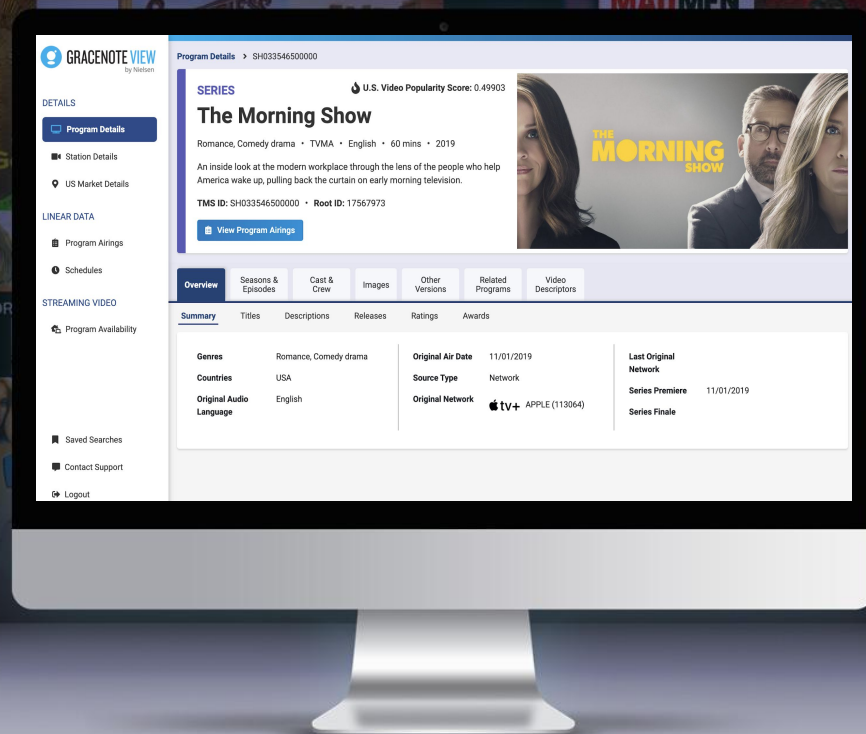 MAD MEN
GRACENOTE VIEW
by Nielsen
DETAILS
Program Details
Station Details
US Market Details
LINEAR DATA
Program Airings
Schedules
STREAMING VIDEO
Program Availability
Saved Searches
Contact Support
Logout
Program Details > SH033546500000
SERIES
U.S. Video Popularity Score: 0.49903
The Morning Show
Romance, Comedy drama • TVMA • English • 60 mins • 2019
An inside look at the modern workplace through the lens of the people who help
America wake up, pulling back the curtain on early morning television.
TMS ID: SH033546500000 • Root ID: 17567973
View Program Airings
THE
MORNING
SHOW
Overview
Seasons &
Episodes
Cast &
Crew
Images
Other
Versions
Related
Programs
Video
Descriptors
Summary Titles Descriptions Releases Ratings Awards
Genres Romance, Comedy drama
Countries USA
Original Audio English
Language
Original Air Date 11/01/2019
Source Type Network
Original Network tv+ APPLE (113064)
Last Original
Network
Series Premiere 11/01/2019
Series Finale